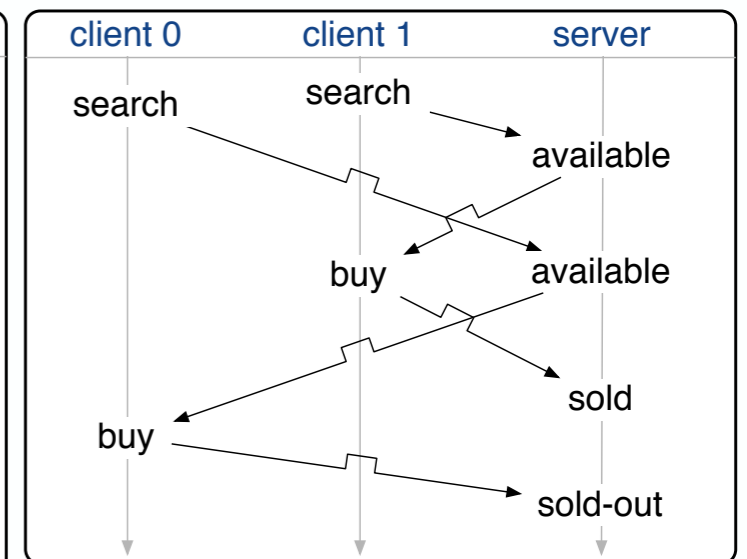 client 0
client 1
server
search
search
available
buy
available
sold
buy
sold-out